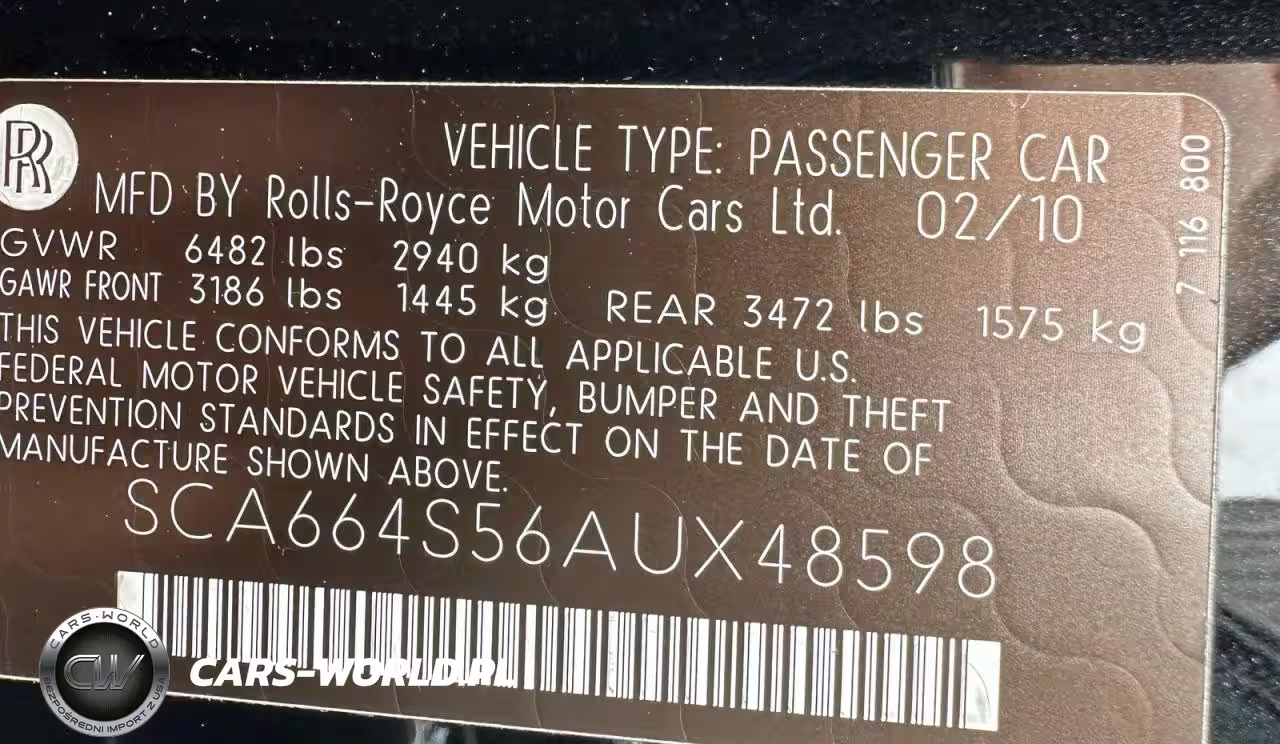 RR
VEHICLE TYPE: PASSENGER CAR
MFD BY Rolls-Royce Motor Cars Ltd. 02/10
GVWR 6482 lbs 2940 kg
GAWR FRONT 3186 lbs 1445 kg REAR 3472 lbs 1575 kg
THIS VEHICLE CONFORMS TO ALL APPLICABLE U.S.
FEDERAL MOTOR VEHICLE SAFETY, BUMPER AND THEFT
PREVENTION STANDARDS IN EFFECT ON THE DATE OF
MANUFACTURE SHOWN ABOVE.
SCA664S56AUX48598
7 116 800
CARS-WORLD
CW
BEZPOŚREDNI IMPORT Z USA
CARS-WORLD.PL